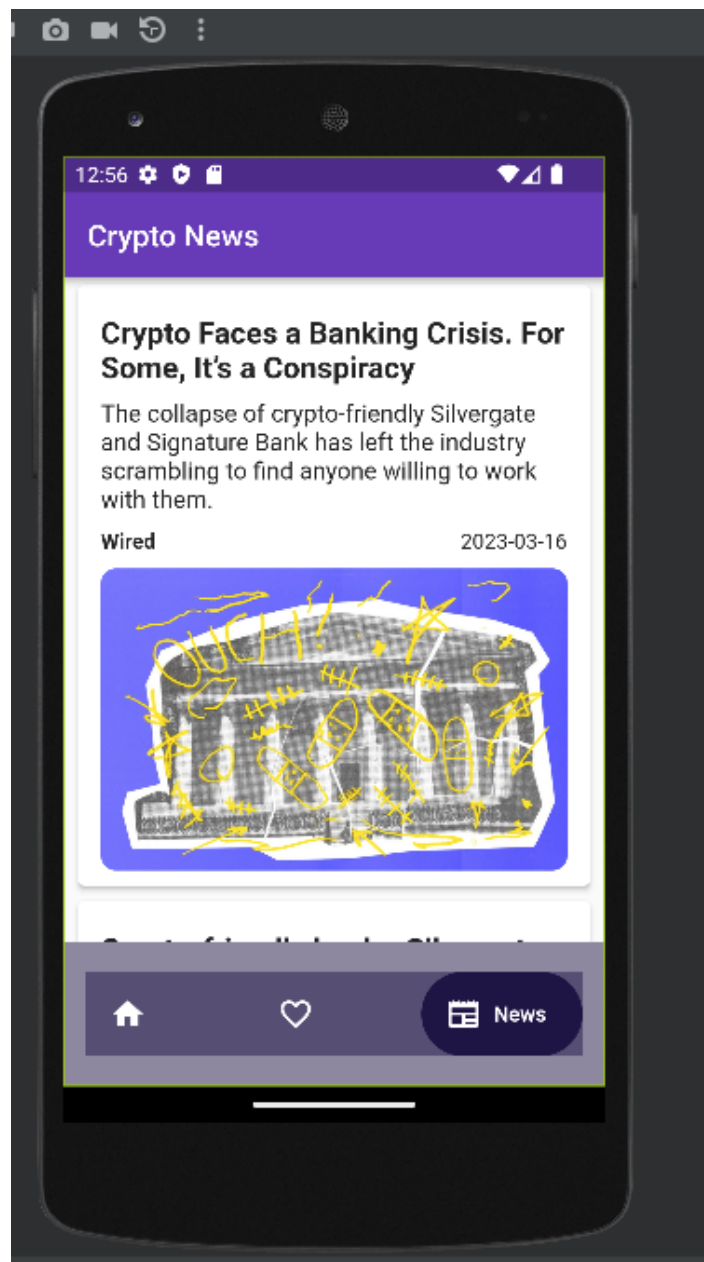 12:56
Crypto News
Crypto Faces a Banking Crisis. For
Some, It's a Conspiracy
The collapse of crypto-friendly Silvergate
and Signature Bank has left the industry
scrambling to find anyone willing to work
with them.
Wired 2023-03-16
OUCH!
News